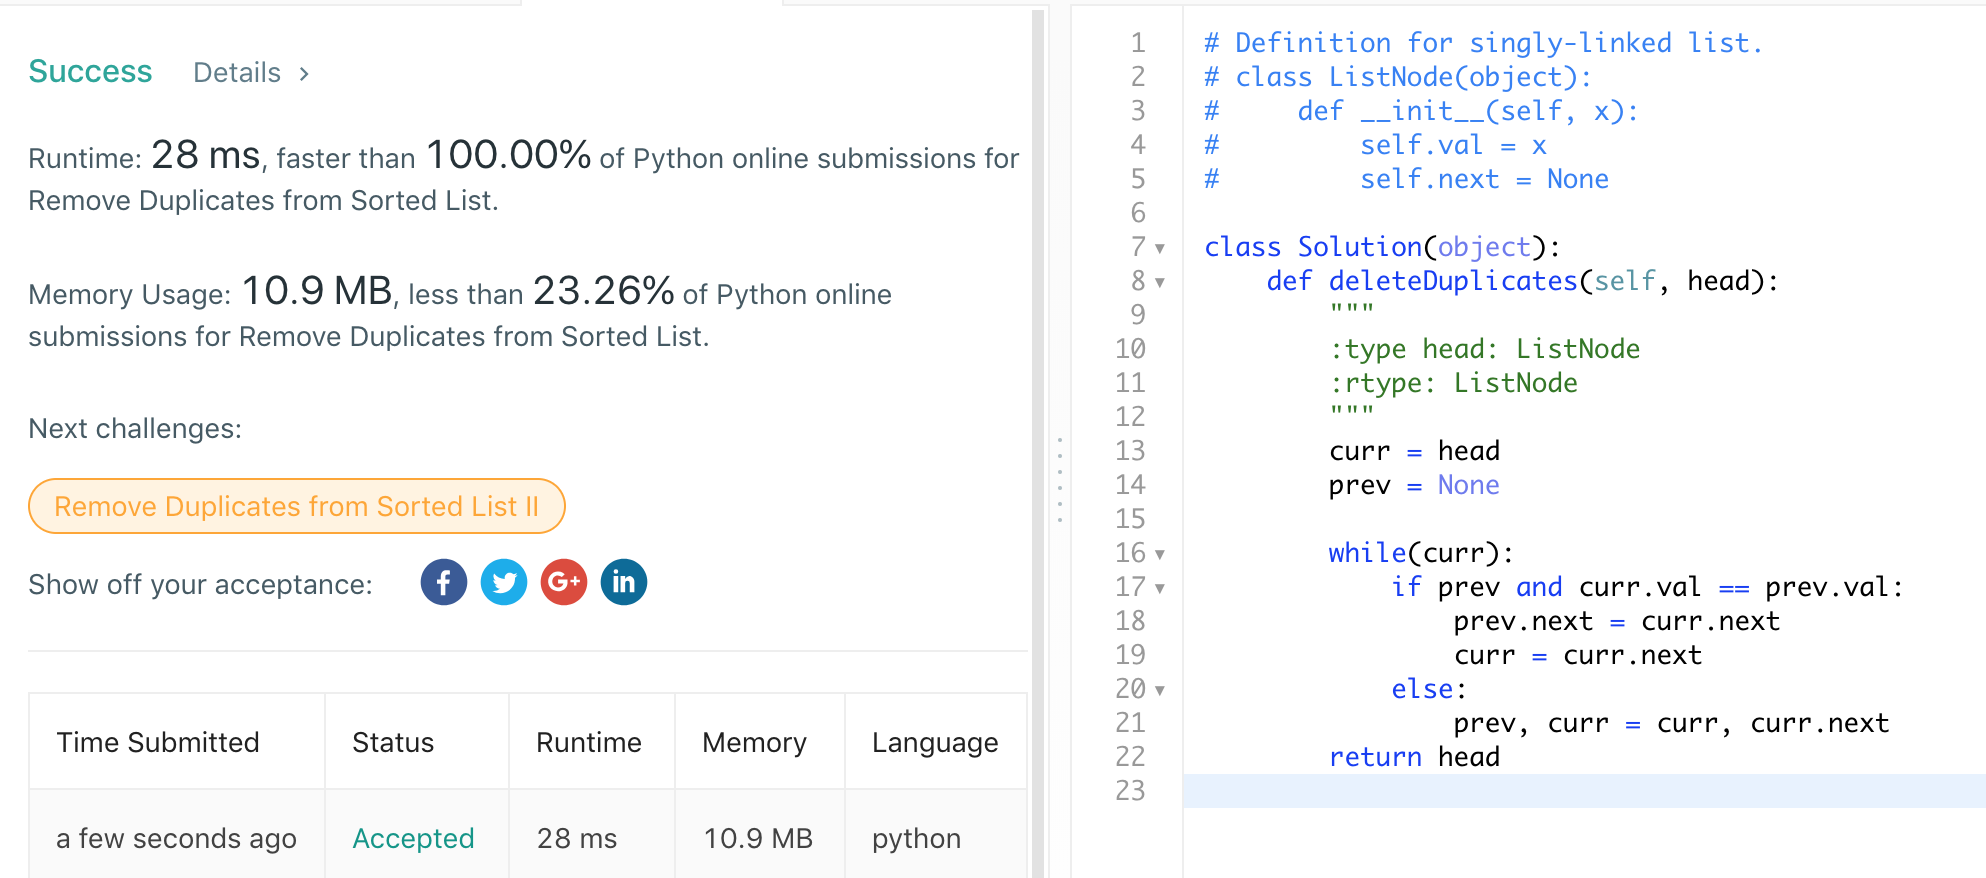 Success Details >
Runtime: 28 ms, faster than 100.00% of Python online submissions for
Remove Duplicates from Sorted List.
Memory Usage: 10.9 MB, less than 23.26% of Python online
submissions for Remove Duplicates from Sorted List.
Next challenges:
Remove Duplicates from Sorted List II
Show off your acceptance: f G+ in
Time Submitted Status Runtime Memory Language
a few seconds ago Accepted 28 ms 10.9 MB python
1 # Definition for singly-linked list.
2 # class ListNode(object):
3 #     def __init__(self, x):
4 #         self.val = x
5 #         self.next = None
6
7 class Solution(object):
8     def deleteDuplicates(self, head):
9         """
10         :type head: ListNode
11         :rtype: ListNode
12         """
13         curr = head
14         prev = None
15
16         while(curr):
17             if prev and curr.val == prev.val:
18                 prev.next = curr.next
19                 curr = curr.next
20             else:
21                 prev, curr = curr, curr.next
22         return head
23